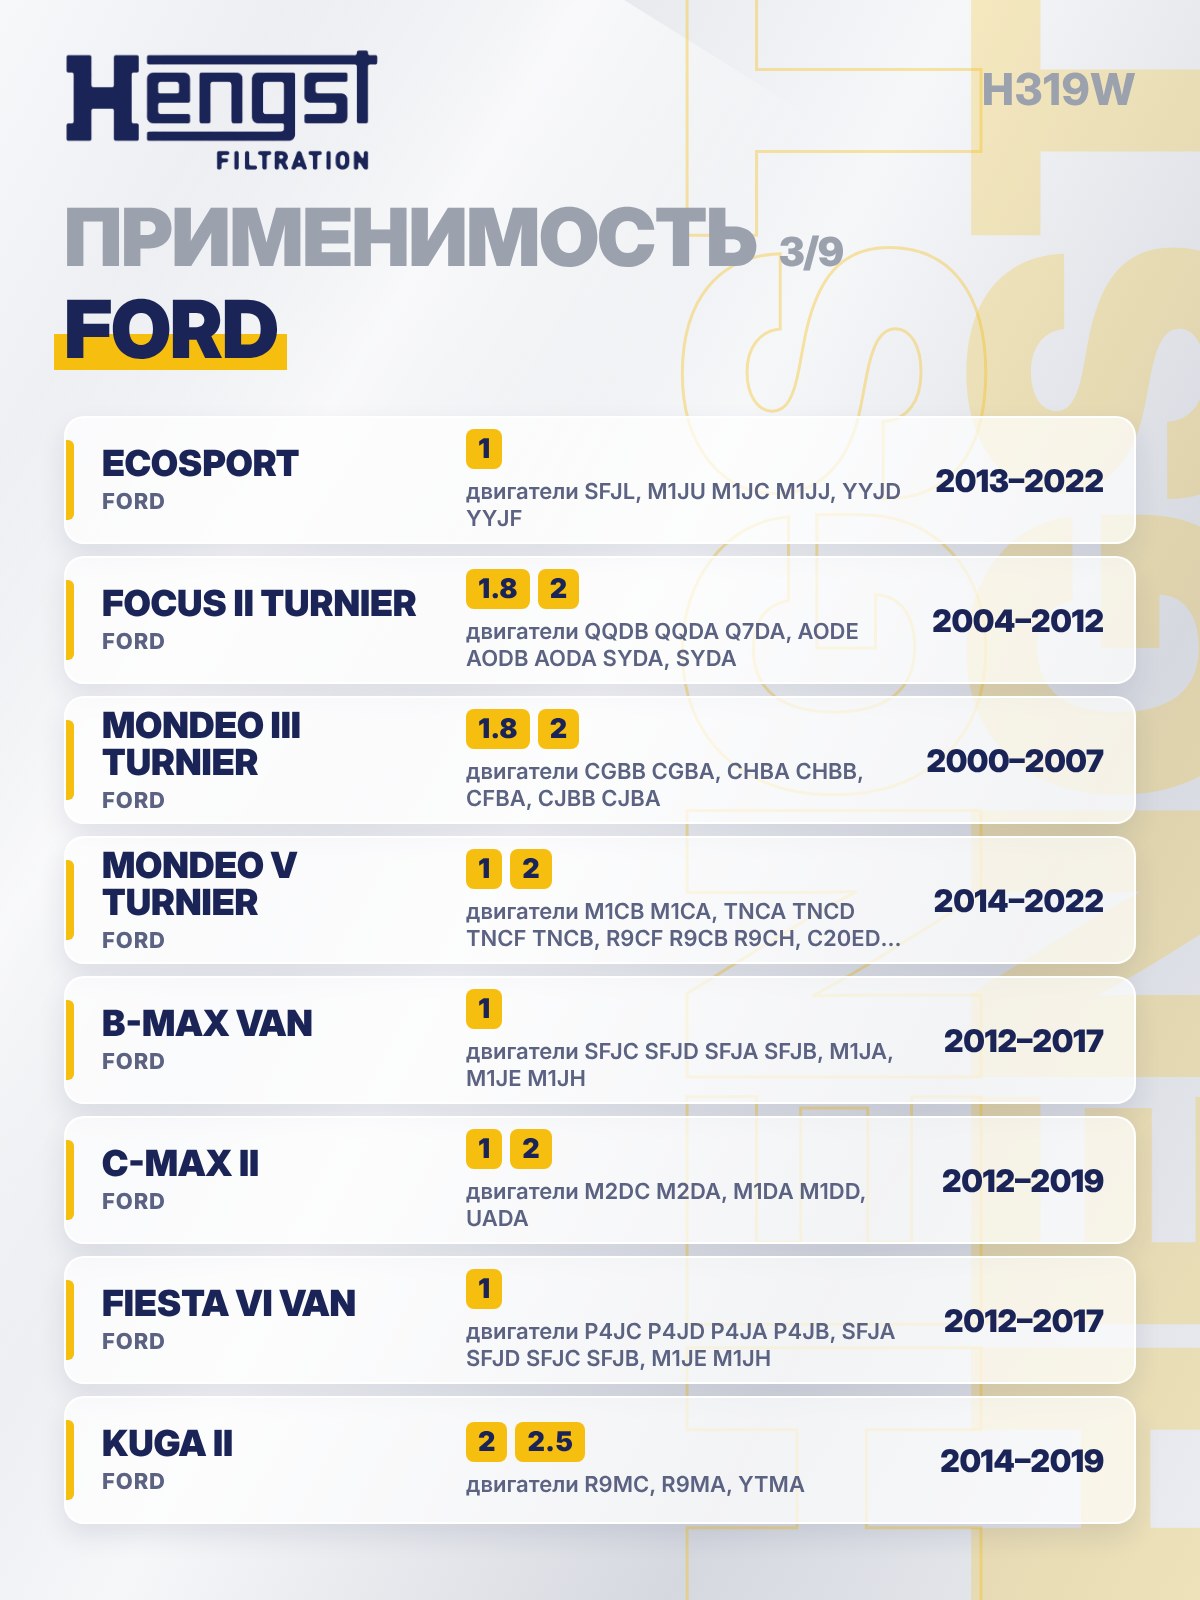 Hengst
FILTRATION
H319W
ПРИМЕНИМОСТЬ 3/9
FORD
ECOSPORT
FORD
1
двигатели SFJL, M1JU M1JC M1JJ, YYJD
YYJF
2013–2022
FOCUS II TURNIER
FORD
1.8 2
двигатели QQDB QQDA Q7DA, AODE
AODB AODA SYDA, SYDA
2004–2012
MONDEO III
TURNIER
FORD
1.8 2
двигатели CGBB CGBA, CHBA CHBB,
CFBA, CJBB CJBA
2000–2007
MONDEO V
TURNIER
FORD
1 2
двигатели M1CB M1CA, TNCA TNCD
TNCF TNCB, R9CF R9CB R9CH, C20ED...
2014–2022
B-MAX VAN
FORD
1
двигатели SFJC SFJD SFJA SFJB, M1JA,
M1JE M1JH
2012–2017
C-MAX II
FORD
1 2
двигатели M2DC M2DA, M1DA M1DD,
UADA
2012–2019
FIESTA VI VAN
FORD
1
двигатели P4JC P4JD P4JA P4JB, SFJA
SFJD SFJC SFJB, M1JE M1JH
2012–2017
KUGA II
FORD
2 2.5
двигатели R9MC, R9MA, YTMA
2014–2019
HENGST
HENGST